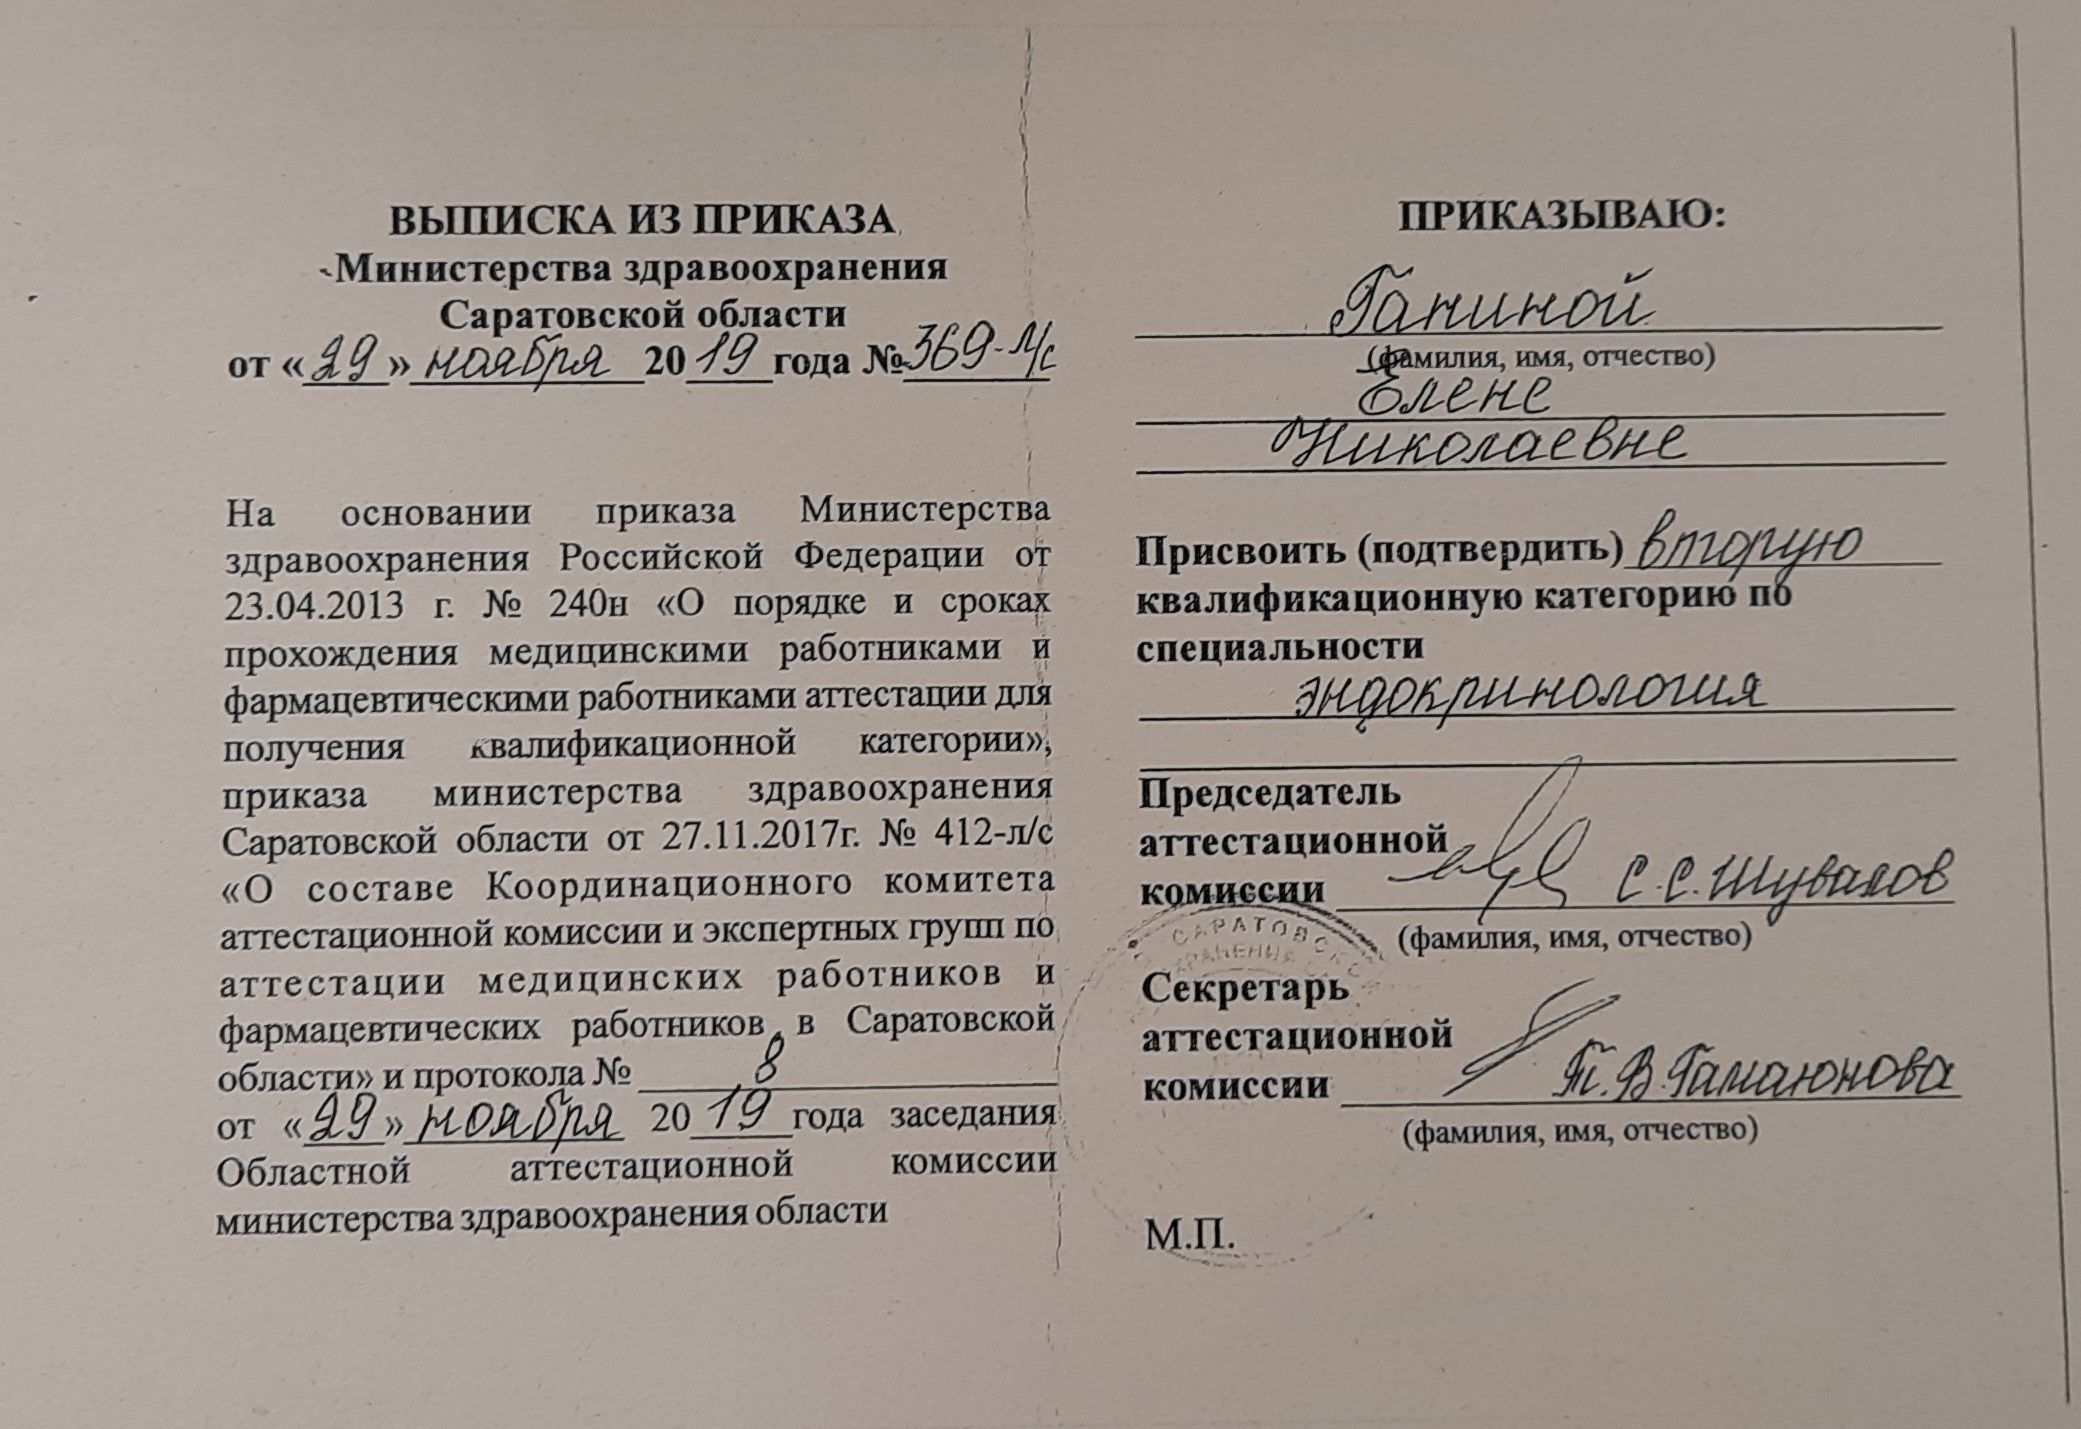 ВЫПИСКА ИЗ ПРИКАЗА
Министерства здравоохранения
Саратовской области
от «29» ноября 2019 года № 369-л/с
На основании приказа Министерства
здравоохранения Российской Федерации от
23.04.2013 г. № 240н «О порядке и сроках
прохождения медицинскими работниками и
фармацевтическими работниками аттестации для
получения квалификационной категории»,
приказа министерства здравоохранения
Саратовской области от 27.11.2017г. № 412-л/с
«О составе Координационного комитета
аттестационной комиссии и экспертных групп по
аттестации медицинских работников и
фармацевтических работников в Саратовской
области» и протокола № 8
от «29» ноября 2019 года заседания
Областной аттестационной комиссии
министерства здравоохранения области
ПРИКАЗЫВАЮ:
Ганиной
(фамилия, имя, отчество)
Елене
Николаевне
Присвоить (подтвердить) вторую
квалификационную категорию по
специальности
эндокринология
Председатель
аттестационной
комиссии С.С. Шувалов
(фамилия, имя, отчество)
САРАТОВСКО
Секретарь
аттестационной
комиссии Т.В. Гамаюнова
(фамилия, имя, отчество)
М.П.